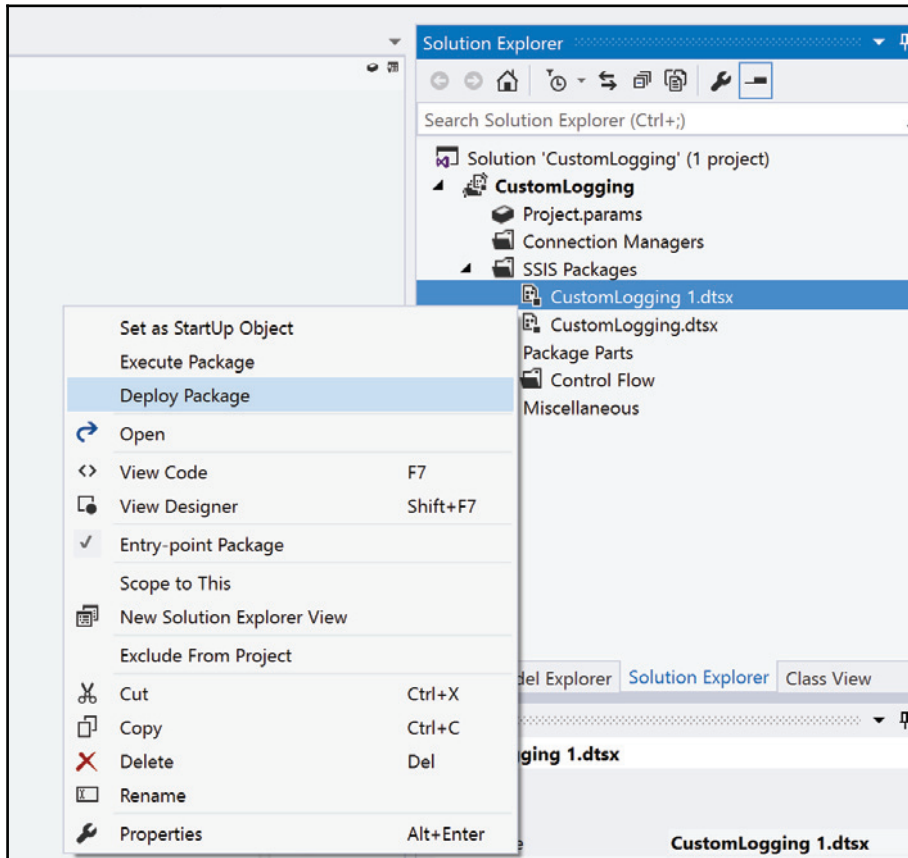 Solution Explorer
Search Solution Explorer (Ctrl+;)
Solution 'CustomLogging' (1 project)
CustomLogging
Project.params
Connection Managers
SSIS Packages
CustomLogging 1.dtsx
CustomLogging.dtsx
Package Parts
Control Flow
Miscellaneous
Set as StartUp Object
Execute Package
Deploy Package
Open
View Code F7
View Designer Shift+F7
Entry-point Package
Scope to This
New Solution Explorer View
Exclude From Project
Cut Ctrl+X
Copy Ctrl+C
Delete Del
Rename
Properties Alt+Enter
Explorer Solution Explorer Class View
1.dtsx
CustomLogging 1.dtsx